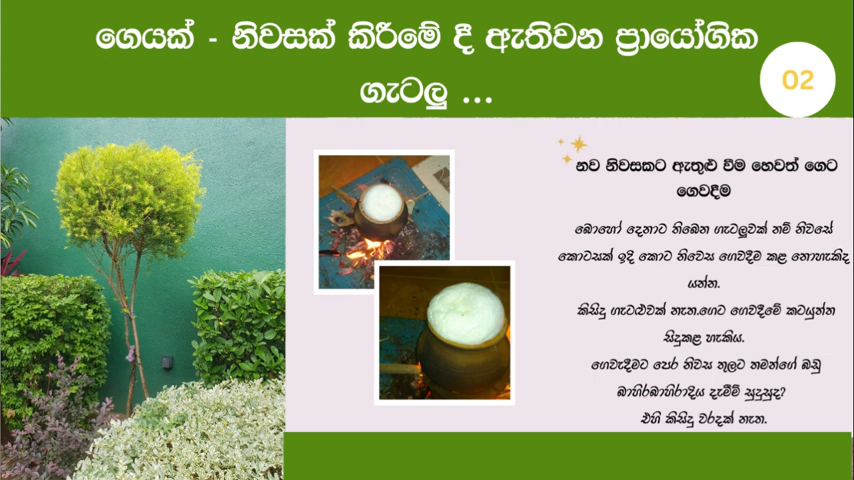 ගෙයක් - නිවසක් කිරීමේ දී ඇතිවන ප්‍රායෝගික
ගැටලු ...
02
නව නිවසකට ඇතුළු වීම හෙවත් ගෙට
ගෙවදීම
බොහෝ දෙනාට තිබෙන ගැටලුවක් නම් නිවසේ
කොටසක් ඉදි කොට නිවෙස ගෙවදීම කළ නොහැකිද
යන්න.
කිසිදු ගැටළුවක් නැත.ගෙට ගෙවදීමේ කටයුත්ත
සිදුකළ හැකිය.
ගෙවැදීමට පෙර නිවස තුලට තමන්ගේ බඩු
බාහිරබාහිරාදිය දැමීම් සුදුසුද?
එහි කිසිදු වරදක් නැත.